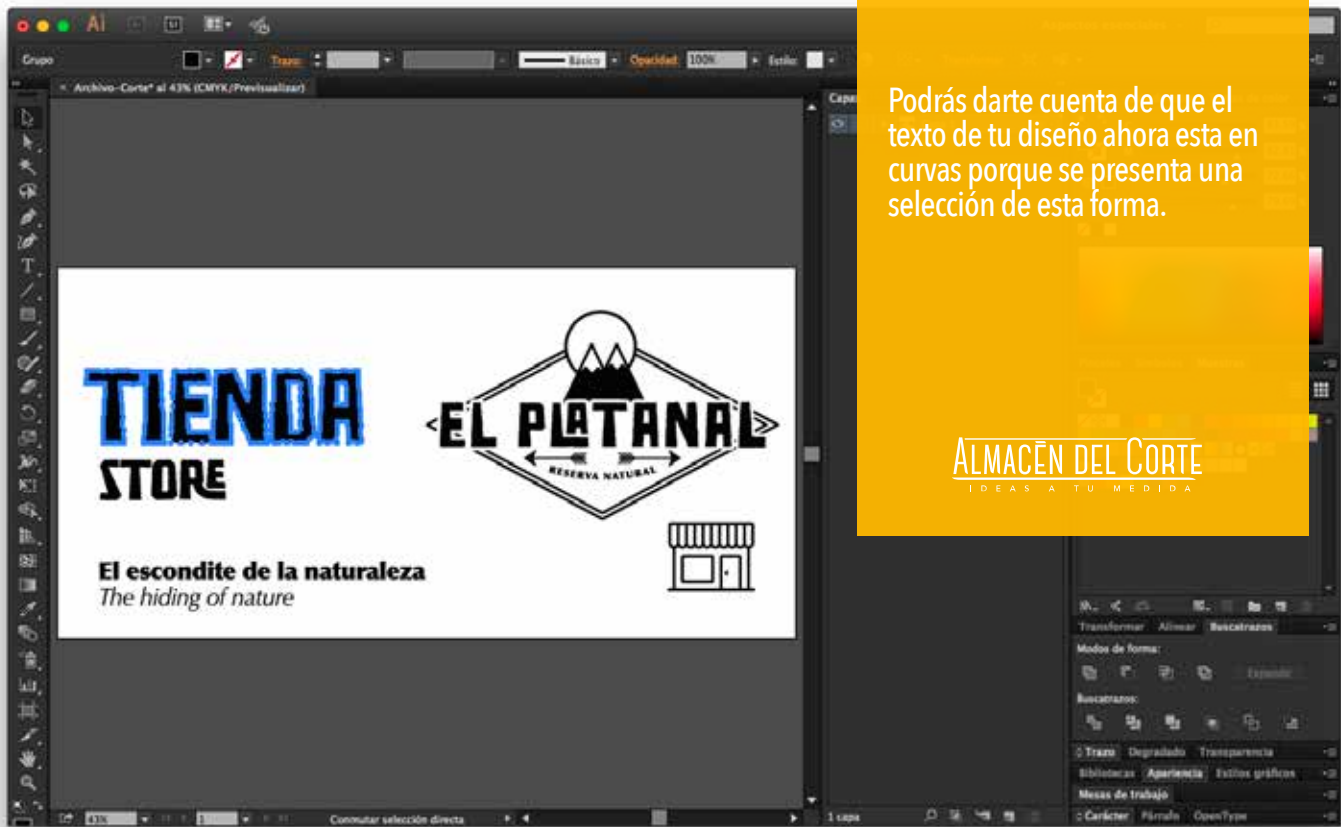 Ai
Grupo
Trazo:
Básico
Opacidad:
100%
Estilo:
× Archivo-Corte* al 43% (CMYK/Previsualizar)
Capas
Podrás darte cuenta de que el
texto de tu diseño ahora esta en
curvas porque se presenta una
selección de esta forma.
TIENDA
STORE
EL PLATANAL
RESERVA NATURAL
El escondite de la naturaleza
The hiding of nature
ALMACĒN DEL CORTE
IDEAS A TU MEDIDA
Transformar Alinear Buscatrazos
Modos de forma:
Expandir
Buscatrazos:
Trazo Degradado Transparencia
Bibliotecas Apariencia Estilos gráficos
Mesas de trabajo
Carácter Párrafo OpenType
43%
1
Conmutar selección directa
1 capa